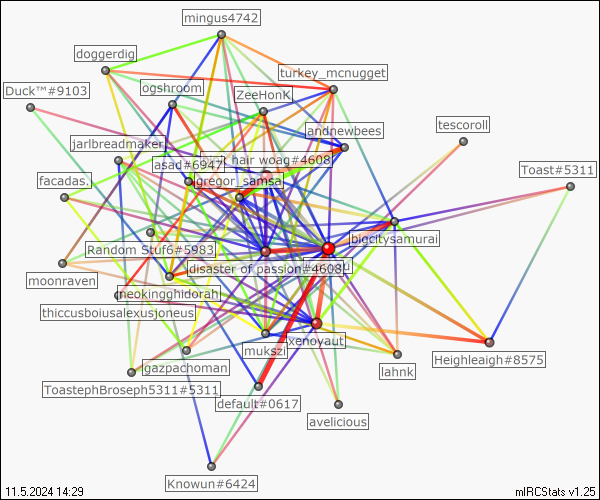 mingus4742
doggerdig
turkey_mcnugget
Duck™#9103
ogshroom
ZeeHonK
andnewbees
tescoroll
jarlbreadmaker
asad#6947
hair woag#4608
Toast#5311
facadas.
gregor_samsa
bigcitysamurai
Random Stuf6#5983
disaster of passion#4608
moonraven
neokingghidorah
thiccusboiusalexusjoneus
xenoyaut
mukszi
Heighleaigh#8575
gazpachoman
lahnk
ToastephBroseph5311#5311
default#0617
avelicious
Knowun#6424
11.5.2024 14:29
mIRCStats v1.25